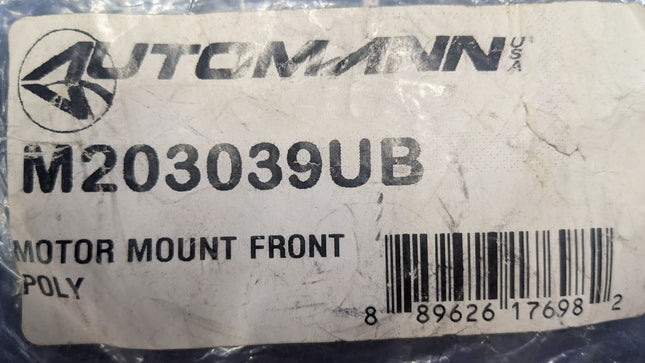 AUTOMANN USA
M203039UB
MOTOR MOUNT FRONT
POLY
8 89626 17698 2